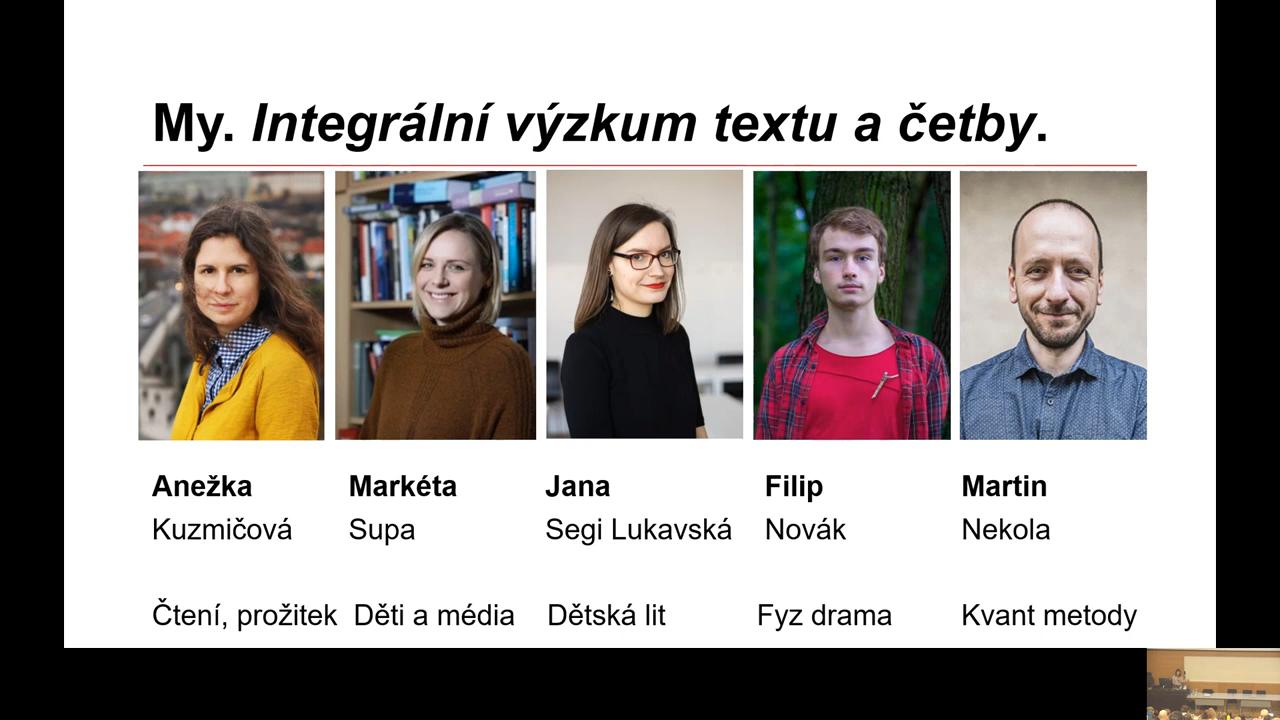 My. Integrální výzkum textu a četby.
Anežka Markéta Jana Filip Martin
Kuzmičová Supa Segi Lukavská Novák Nekola
Čtení, prožitek Děti a média Dětská lit Fyz drama Kvant metody